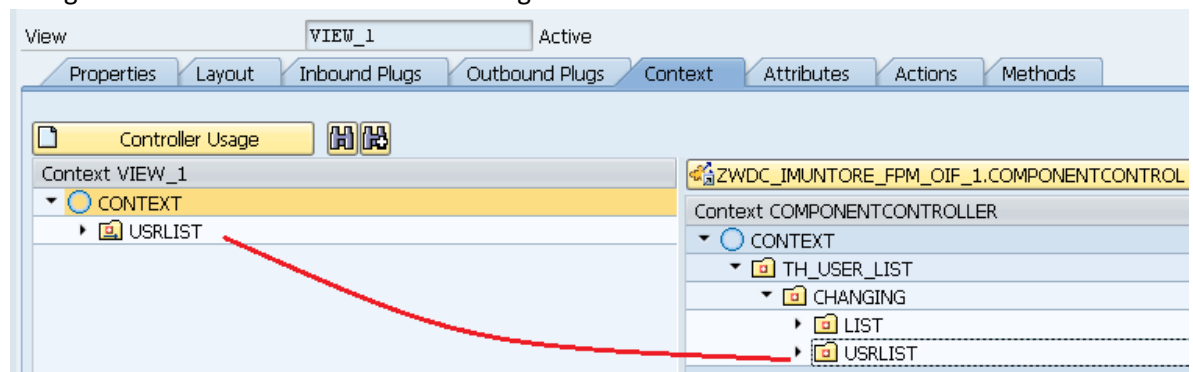 View VIEW_1 Active
Properties Layout Inbound Plugs Outbound Plugs Context Attributes Actions Methods
Controller Usage
Context VIEW_1
CONTEXT
USRLIST
ZWDC_IMUNTORE_FPM_OIF_1.COMPONENTCONTROL
Context COMPONENTCONTROLLER
CONTEXT
TH_USER_LIST
CHANGING
LIST
USRLIST